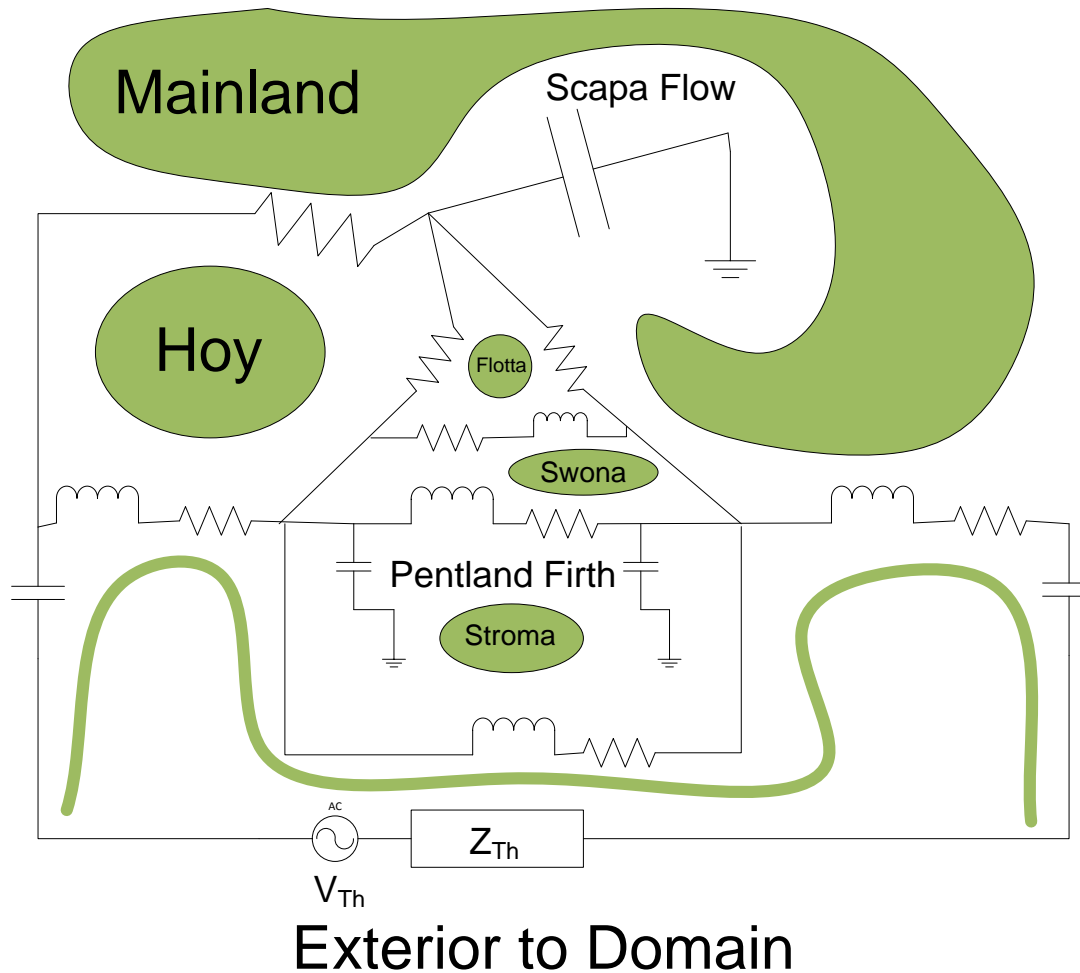 Mainland
Scapa Flow
Hoy
Flotta
Swona
Pentland Firth
Stroma
AC
Z_Th
V_Th
Exterior to Domain